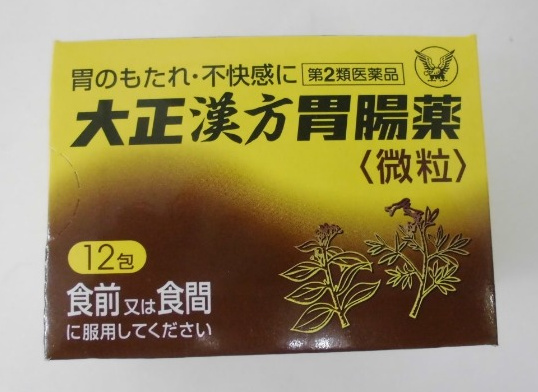 胃のもたれ・不快感に 第2類医薬品
大正漢方胃腸薬
〈微粒〉
12包
食前又は食間
に服用してください